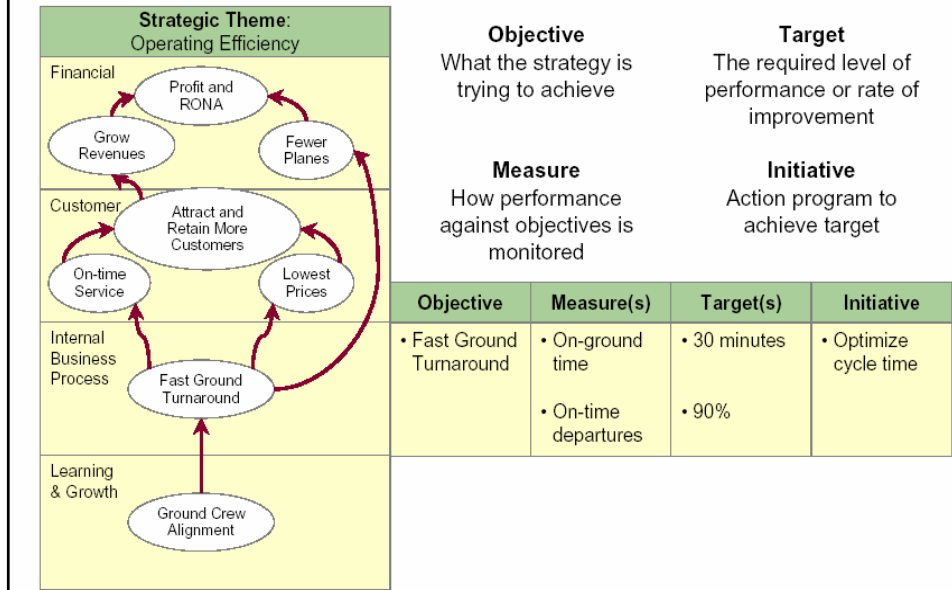 Strategic Theme:
Operating Efficiency
Financial
Profit and
RONA
Grow
Revenues
Fewer
Planes
Customer
Attract and
Retain More
Customers
On-time
Service
Lowest
Prices
Internal
Business
Process
Fast Ground
Turnaround
Learning
& Growth
Ground Crew
Alignment
Objective
What the strategy is
trying to achieve
Target
The required level of
performance or rate of
improvement
Measure
How performance
against objectives is
monitored
Initiative
Action program to
achieve target
Objective Measure(s) Target(s) Initiative
• Fast Ground
Turnaround
• On-ground
time
• On-time
departures
• 30 minutes
• 90%
• Optimize
cycle time